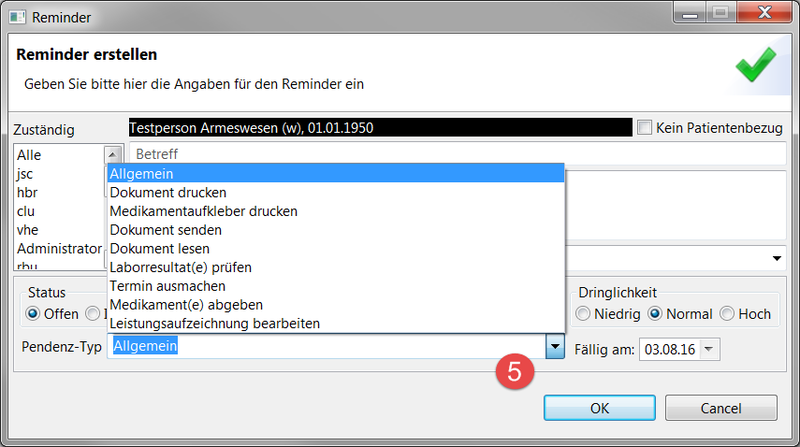 Reminder
Reminder erstellen
Geben Sie bitte hier die Angaben für den Reminder ein
Zuständig
Testperson Armeswesen (w), 01.01.1950
Kein Patientenbezug
Alle
jsc
hbr
clu
vhe
Administrator
Betreff
Allgemein
Dokument drucken
Medikamentaufkleber drucken
Dokument senden
Dokument lesen
Laborresultat(e) prüfen
Termin ausmachen
Medikament(e) abgeben
Leistungsaufzeichnung bearbeiten
Status
Offen
Dringlichkeit
Niedrig
Normal
Hoch
Pendenz-Typ
Allgemein
Fällig am:
03.08.16
5
OK
Cancel